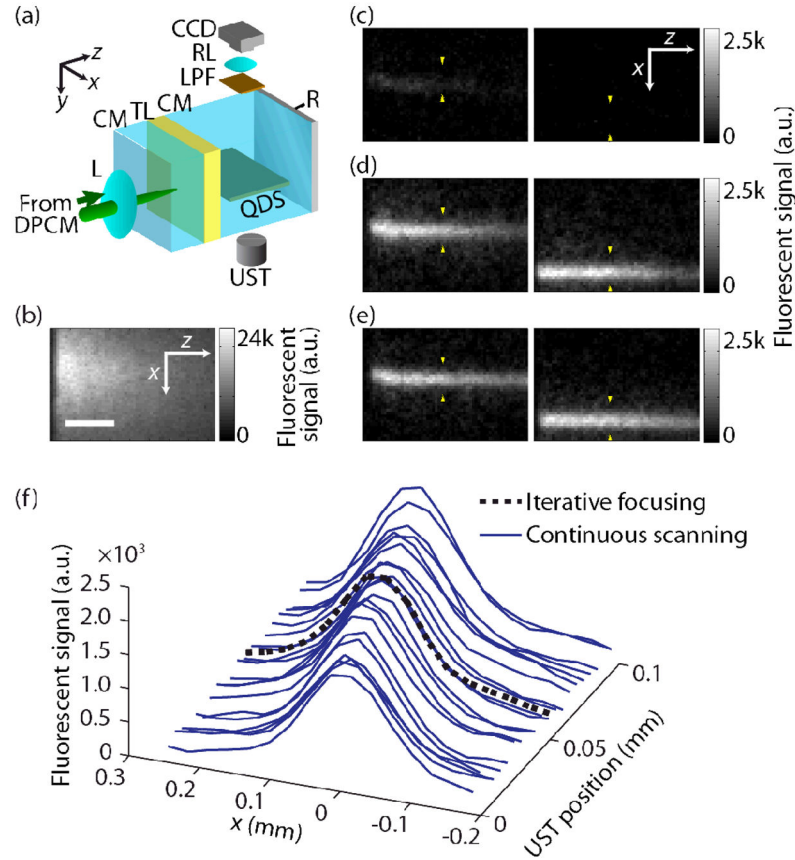 (a)
CCD
RL
LPF
z
x
y
CM
TL
CM
R
L
From
DPCM
QDS
UST
(b)
z
x
24k
0
Fluorescent
signal (a.u.)
(c)
z
x
2.5k
0
(d)
2.5k
0
(e)
2.5k
0
Fluorescent signal (a.u.)
(f)
Iterative focusing
Continuous scanning
×10³
Fluorescent signal (a.u.)
2.5
2.0
1.5
1.0
0.5
0
0.3
0.2
0.1
0
-0.1
-0.2
x (mm)
0
0.05
0.1
UST position (mm)